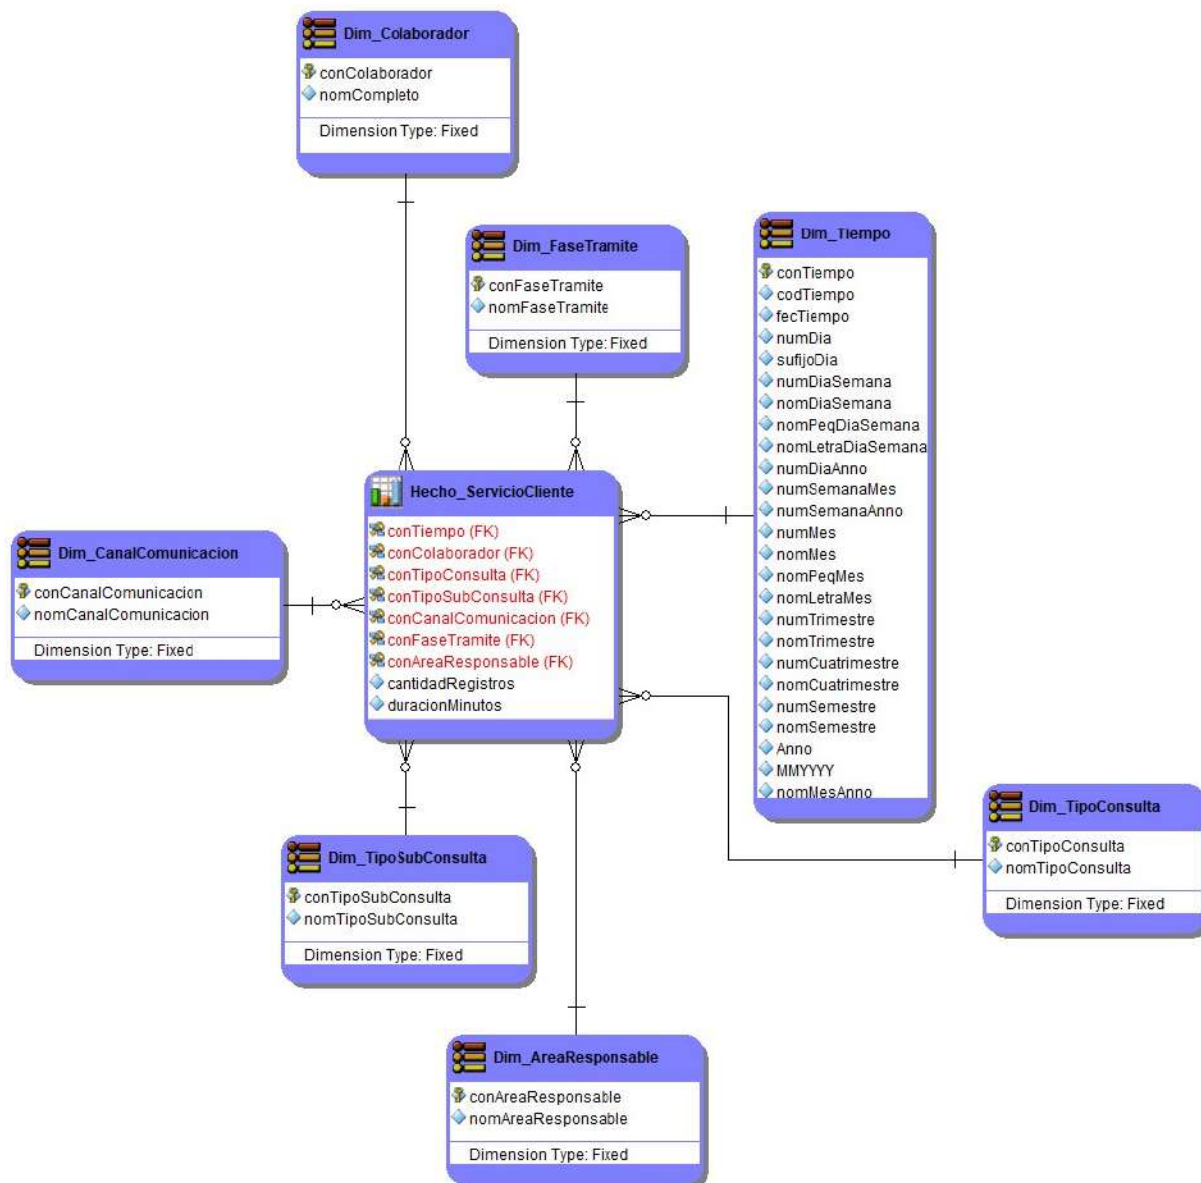 Dim_Colaborador
conColaborador
nomCompleto
Dimension Type: Fixed
Dim_FaseTramite
conFaseTramite
nomFaseTramite
Dimension Type: Fixed
Dim_Tiempo
conTiempo
codTiempo
fecTiempo
numDia
sufijoDia
numDiaSemana
nomDiaSemana
nomPeqDiaSemana
nomLetraDiaSemana
numDiaAnno
numSemanaMes
numSemanaAnno
numMes
nomMes
nomPeqMes
nomLetraMes
numTrimestre
nomTrimestre
numCuatrimestre
nomCuatrimestre
numSemestre
nomSemestre
Anno
MMYYYY
nomMesAnno
Hecho_ServicioCliente
conTiempo (FK)
conColaborador (FK)
conTipoConsulta (FK)
conTipoSubConsulta (FK)
conCanalComunicacion (FK)
conFaseTramite (FK)
conAreaResponsable (FK)
cantidadRegistros
duracionMinutos
Dim_CanalComunicacion
conCanalComunicacion
nomCanalComunicacion
Dimension Type: Fixed
Dim_TipoConsulta
conTipoConsulta
nomTipoConsulta
Dimension Type: Fixed
Dim_TipoSubConsulta
conTipoSubConsulta
nomTipoSubConsulta
Dimension Type: Fixed
Dim_AreaResponsable
conAreaResponsable
nomAreaResponsable
Dimension Type: Fixed